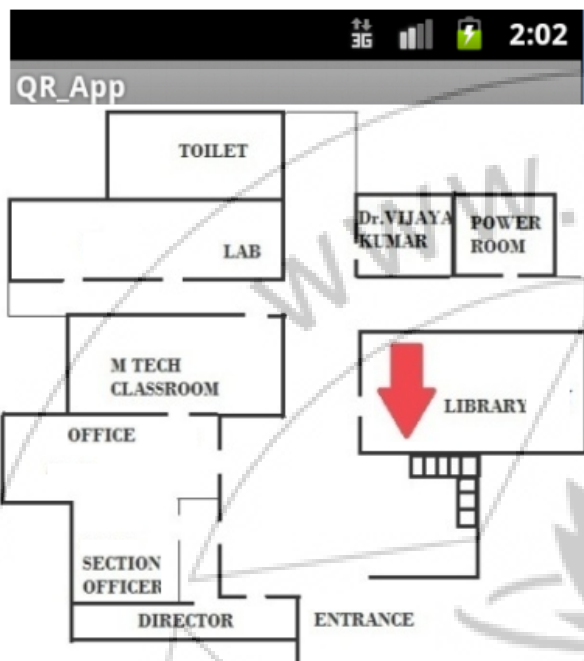 3G 2:02
QR_App
TOILET
Dr.VIJAYA
KUMAR
POWER
ROOM
LAB
M TECH
CLASSROOM
LIBRARY
OFFICE
SECTION
OFFICER
DIRECTOR
ENTRANCE
www.